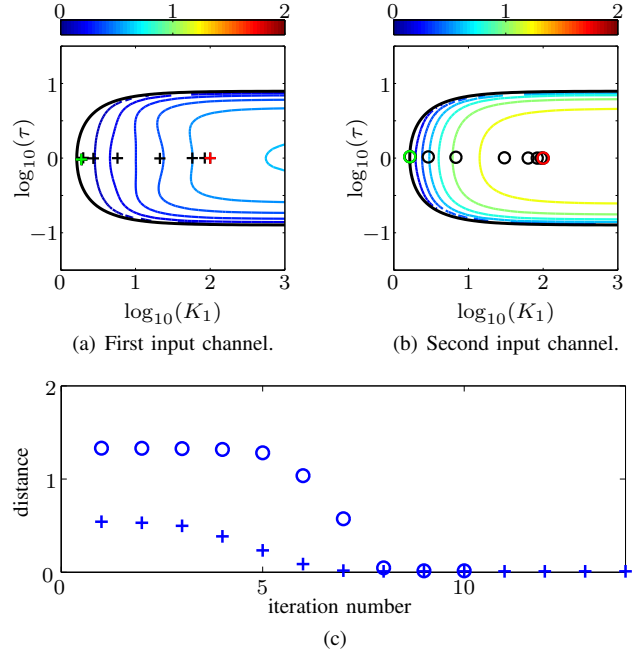 0 1 2
0 1 2
log₁₀(τ)
1
0
−1
0 1 2 3
log₁₀(K₁)
(a) First input channel.
log₁₀(τ)
1
0
−1
0 1 2 3
log₁₀(K₁)
(b) Second input channel.
distance
2
1
0
0 5 10
iteration number
(c)